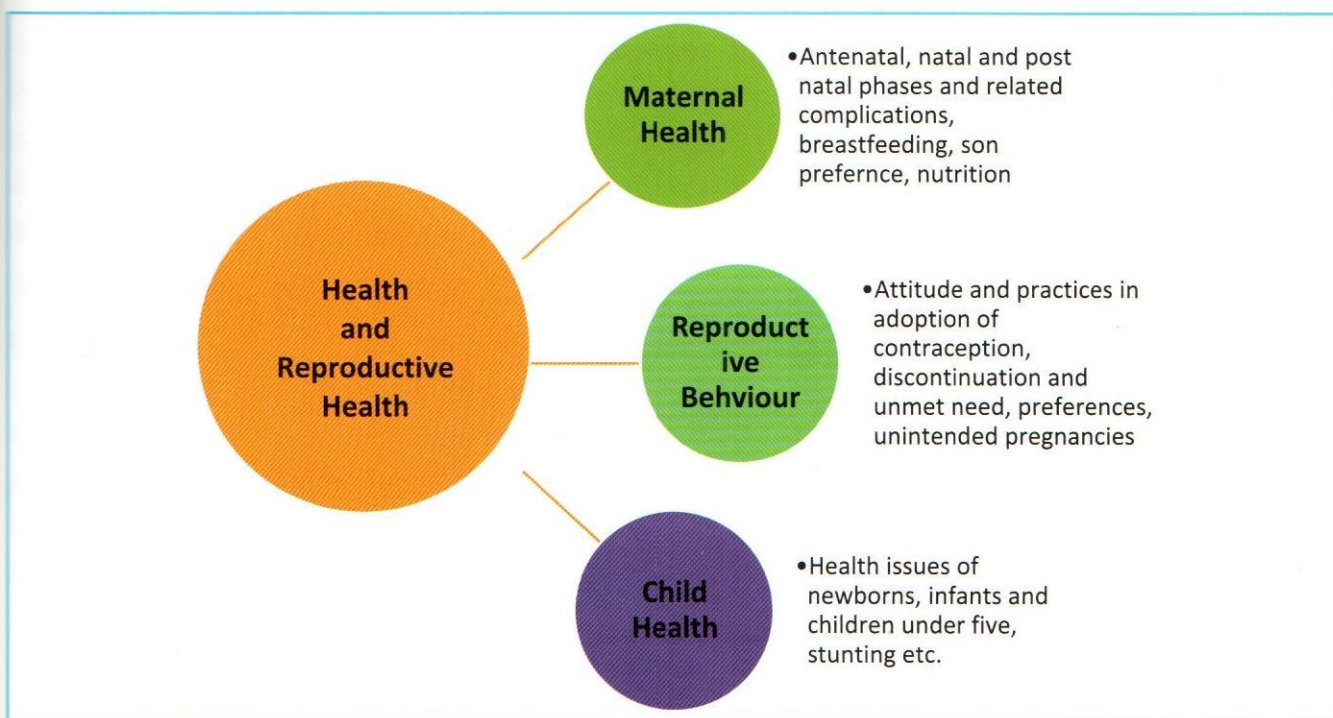 Health
and
Reproductive
Health
Maternal
Health
•Antenatal, natal and post
natal phases and related
complications,
breastfeeding, son
prefernce, nutrition
Reproduct
ive
Behviour
•Attitude and practices in
adoption of
contraception,
discontinuation and
unmet need, preferences,
unintended pregnancies
Child
Health
•Health issues of
newborns, infants and
children under five,
stunting etc.